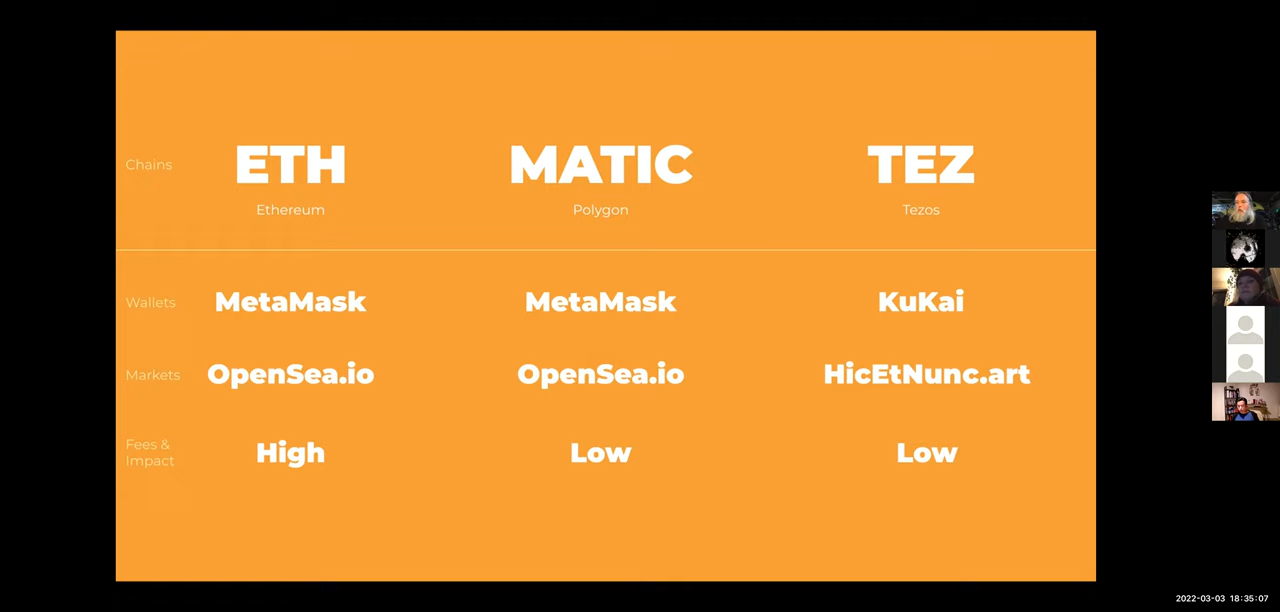 Chains
ETH
MATIC
TEZ
Ethereum
Polygon
Tezos
Wallets
MetaMask
MetaMask
KuKai
Markets
OpenSea.io
OpenSea.io
HicEtNunc.art
Fees &
Impact
High
Low
Low
2022-03-03 18:35:07